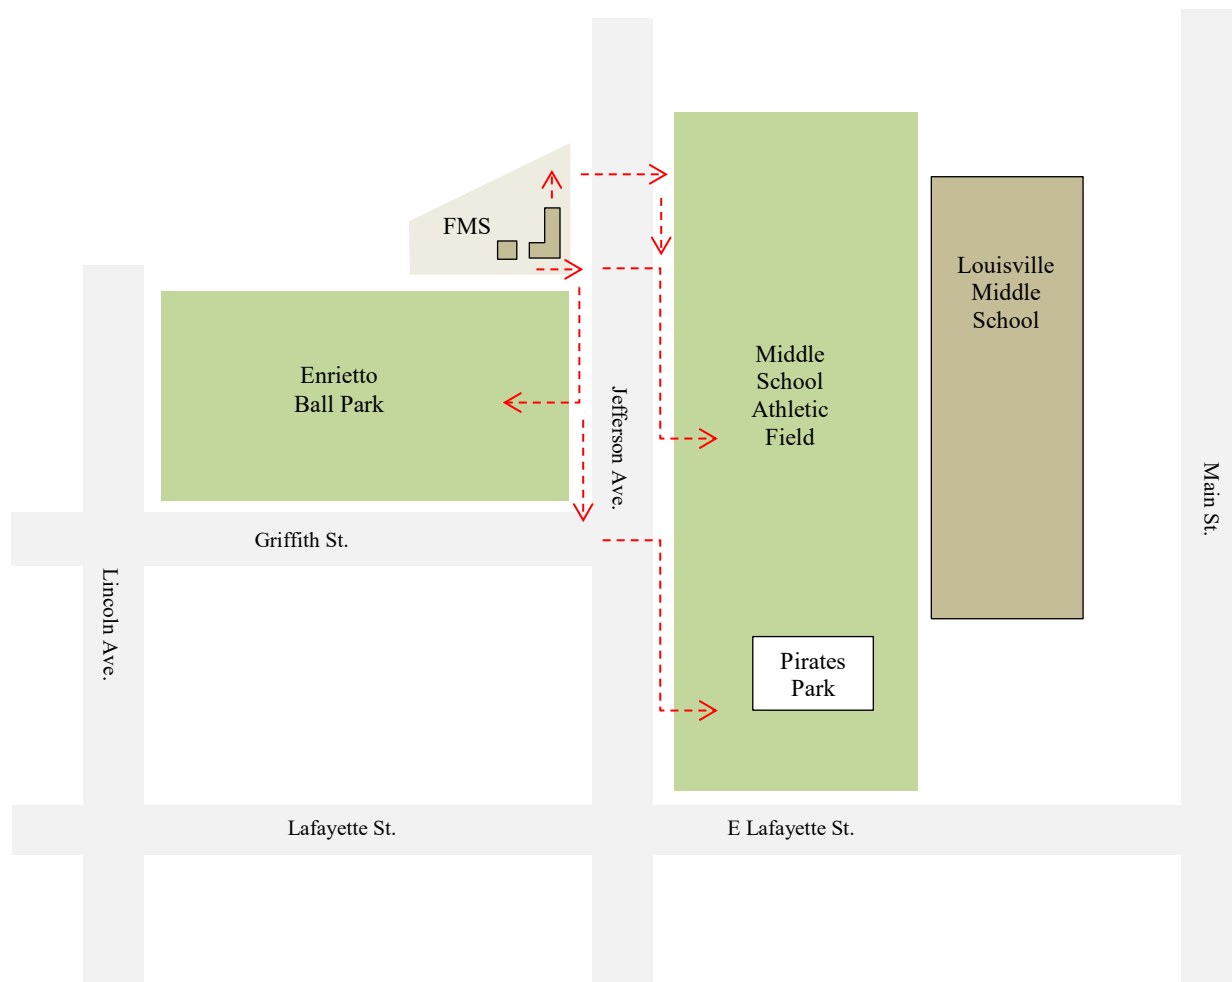 FMS
Louisville
Middle
School
Enrietto
Ball Park
Middle
School
Athletic
Field
Jefferson Ave.
Main St.
Griffith St.
Lincoln Ave.
Pirates
Park
Lafayette St.
E Lafayette St.